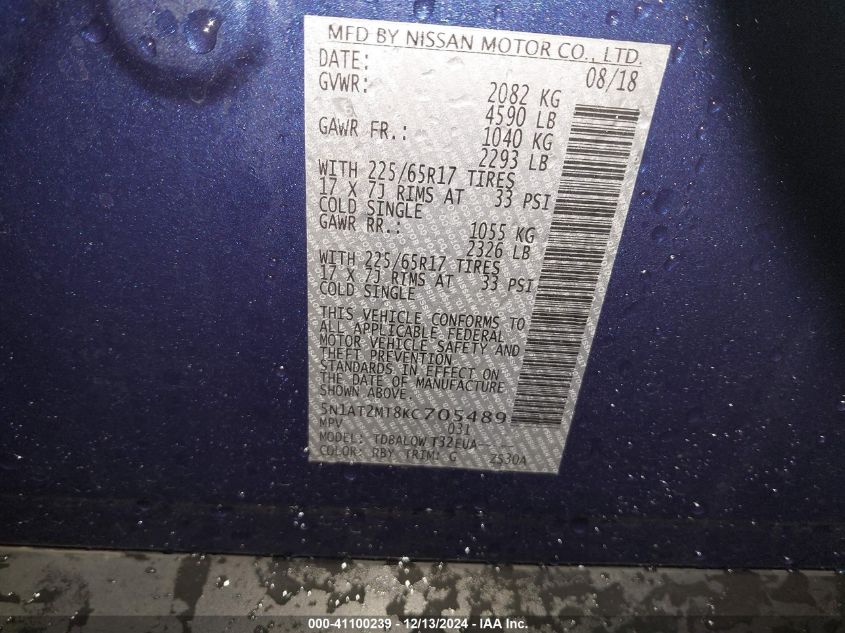 MFD BY NISSAN MOTOR CO., LTD.
DATE: 08/18
GVWR: 2082 KG
4590 LB
GAWR FR.: 1040 KG
2293 LB
WITH 225/65R17 TIRES
17 X 7J RIMS AT 33 PSI
COLD SINGLE
GAWR RR.: 1055 KG
2326 LB
WITH 225/65R17 TIRES
17 X 7J RIMS AT 33 PSI
COLD SINGLE
THIS VEHICLE CONFORMS TO
ALL APPLICABLE FEDERAL
MOTOR VEHICLE SAFETY AND
THEFT PREVENTION
STANDARDS IN EFFECT ON
THE DATE OF MANUFACTURE
SHOWN ABOVE.
5N1AT2MT8KC705489
MPV 031
MODEL: TDBALOW T32EUA-- --
COLOR: RBY TRIM: G ZS30A
000-41100239 - 12/13/2024 - IAA Inc.